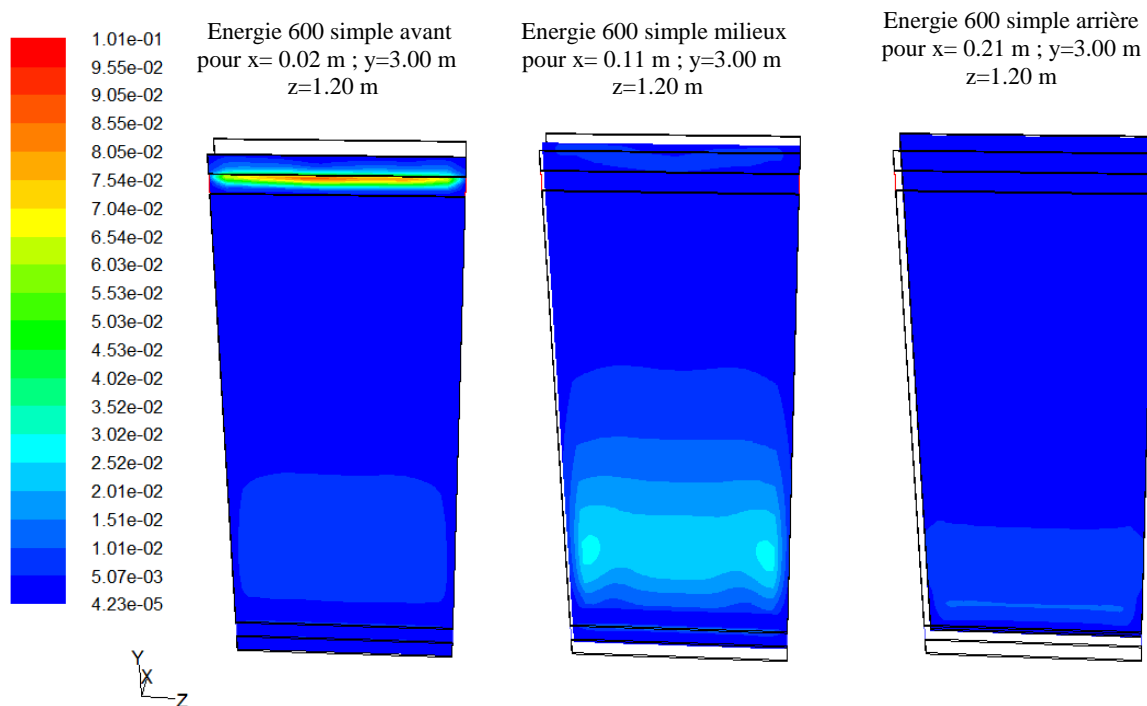 Energie 600 simple avant
pour x= 0.02 m ; y=3.00 m
z=1.20 m
Energie 600 simple milieux
pour x= 0.11 m ; y=3.00 m
z=1.20 m
Energie 600 simple arrière
pour x= 0.21 m ; y=3.00 m
z=1.20 m
1.01e-01
9.55e-02
9.05e-02
8.55e-02
8.05e-02
7.54e-02
7.04e-02
6.54e-02
6.03e-02
5.53e-02
5.03e-02
4.53e-02
4.02e-02
3.52e-02
3.02e-02
2.52e-02
2.01e-02
1.51e-02
1.01e-02
5.07e-03
4.23e-05
Y
X
Z